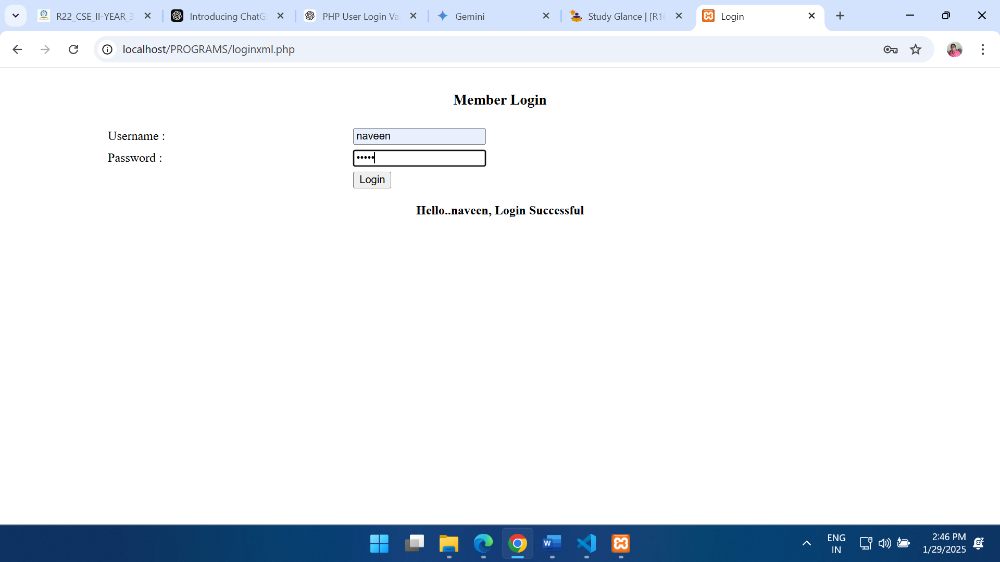 R22_CSE_II-YEAR_3
Introducing ChatG
PHP User Login Va
Gemini
Study Glance | [R16
Login
localhost/PROGRAMS/loginxml.php
Member Login
Username :
naveen
Password :
•••••
Login
Hello..naveen, Login Successful
ENG
IN
2:46 PM
1/29/2025